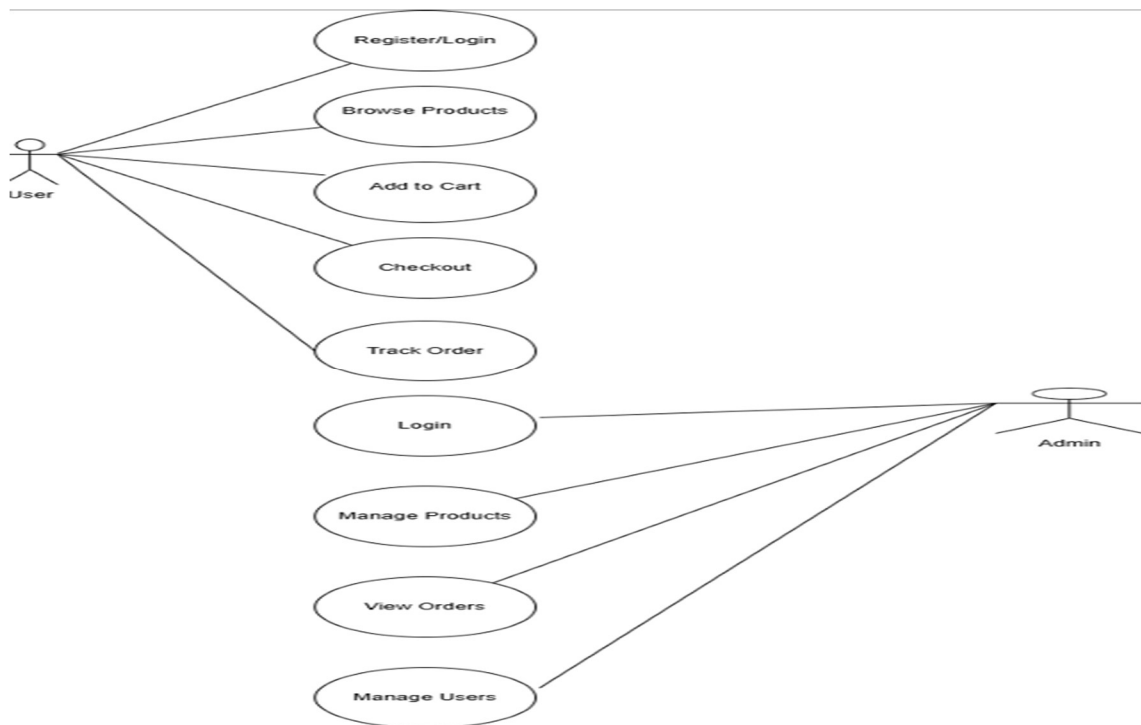 Register/Login
Browse Products
User
Add to Cart
Checkout
Track Order
Login
Admin
Manage Products
View Orders
Manage Users